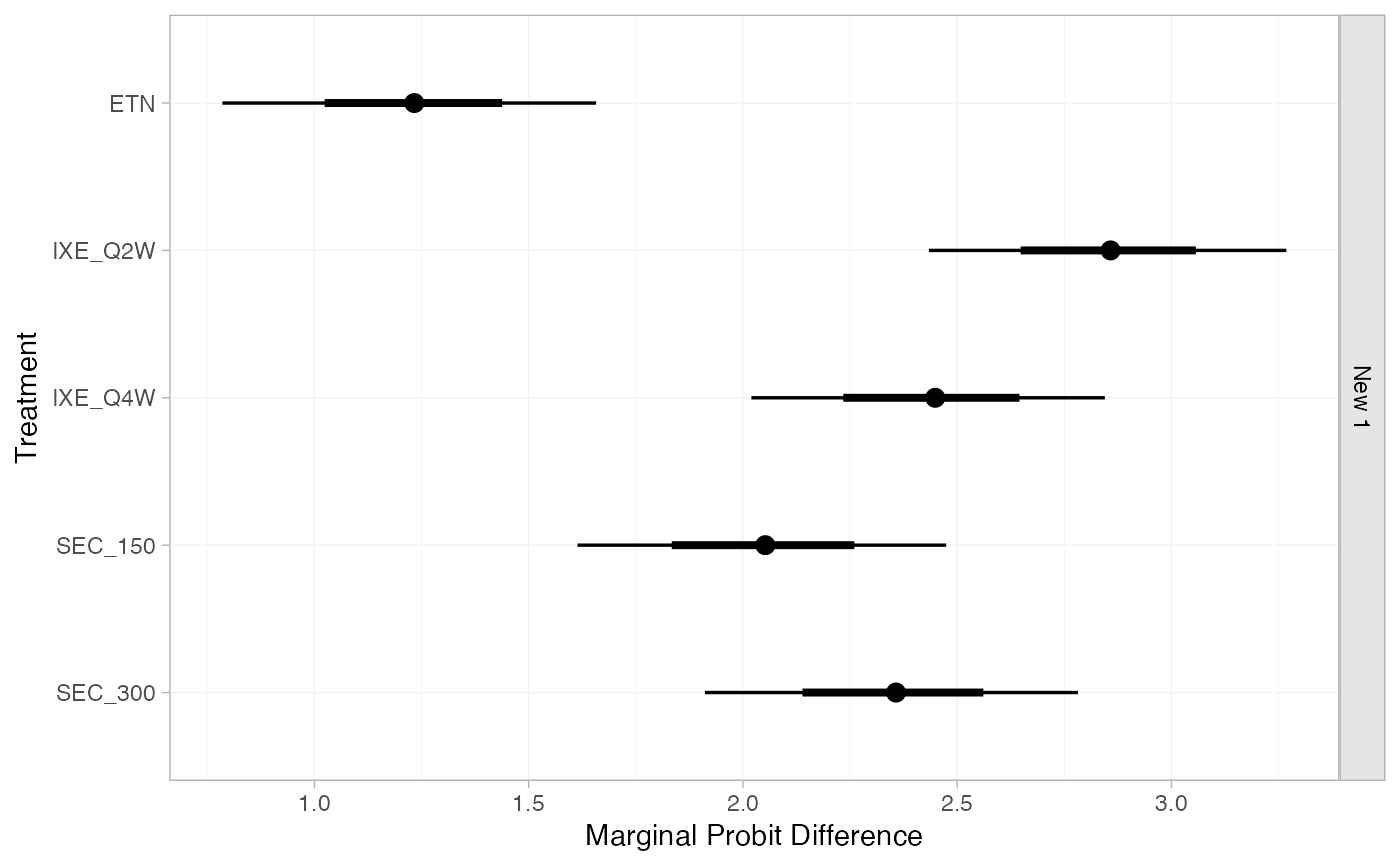 ETN
IXE_Q2W
IXE_Q4W
SEC_150
SEC_300
Treatment
New 1
1.0 1.5 2.0 2.5 3.0
Marginal Probit Difference